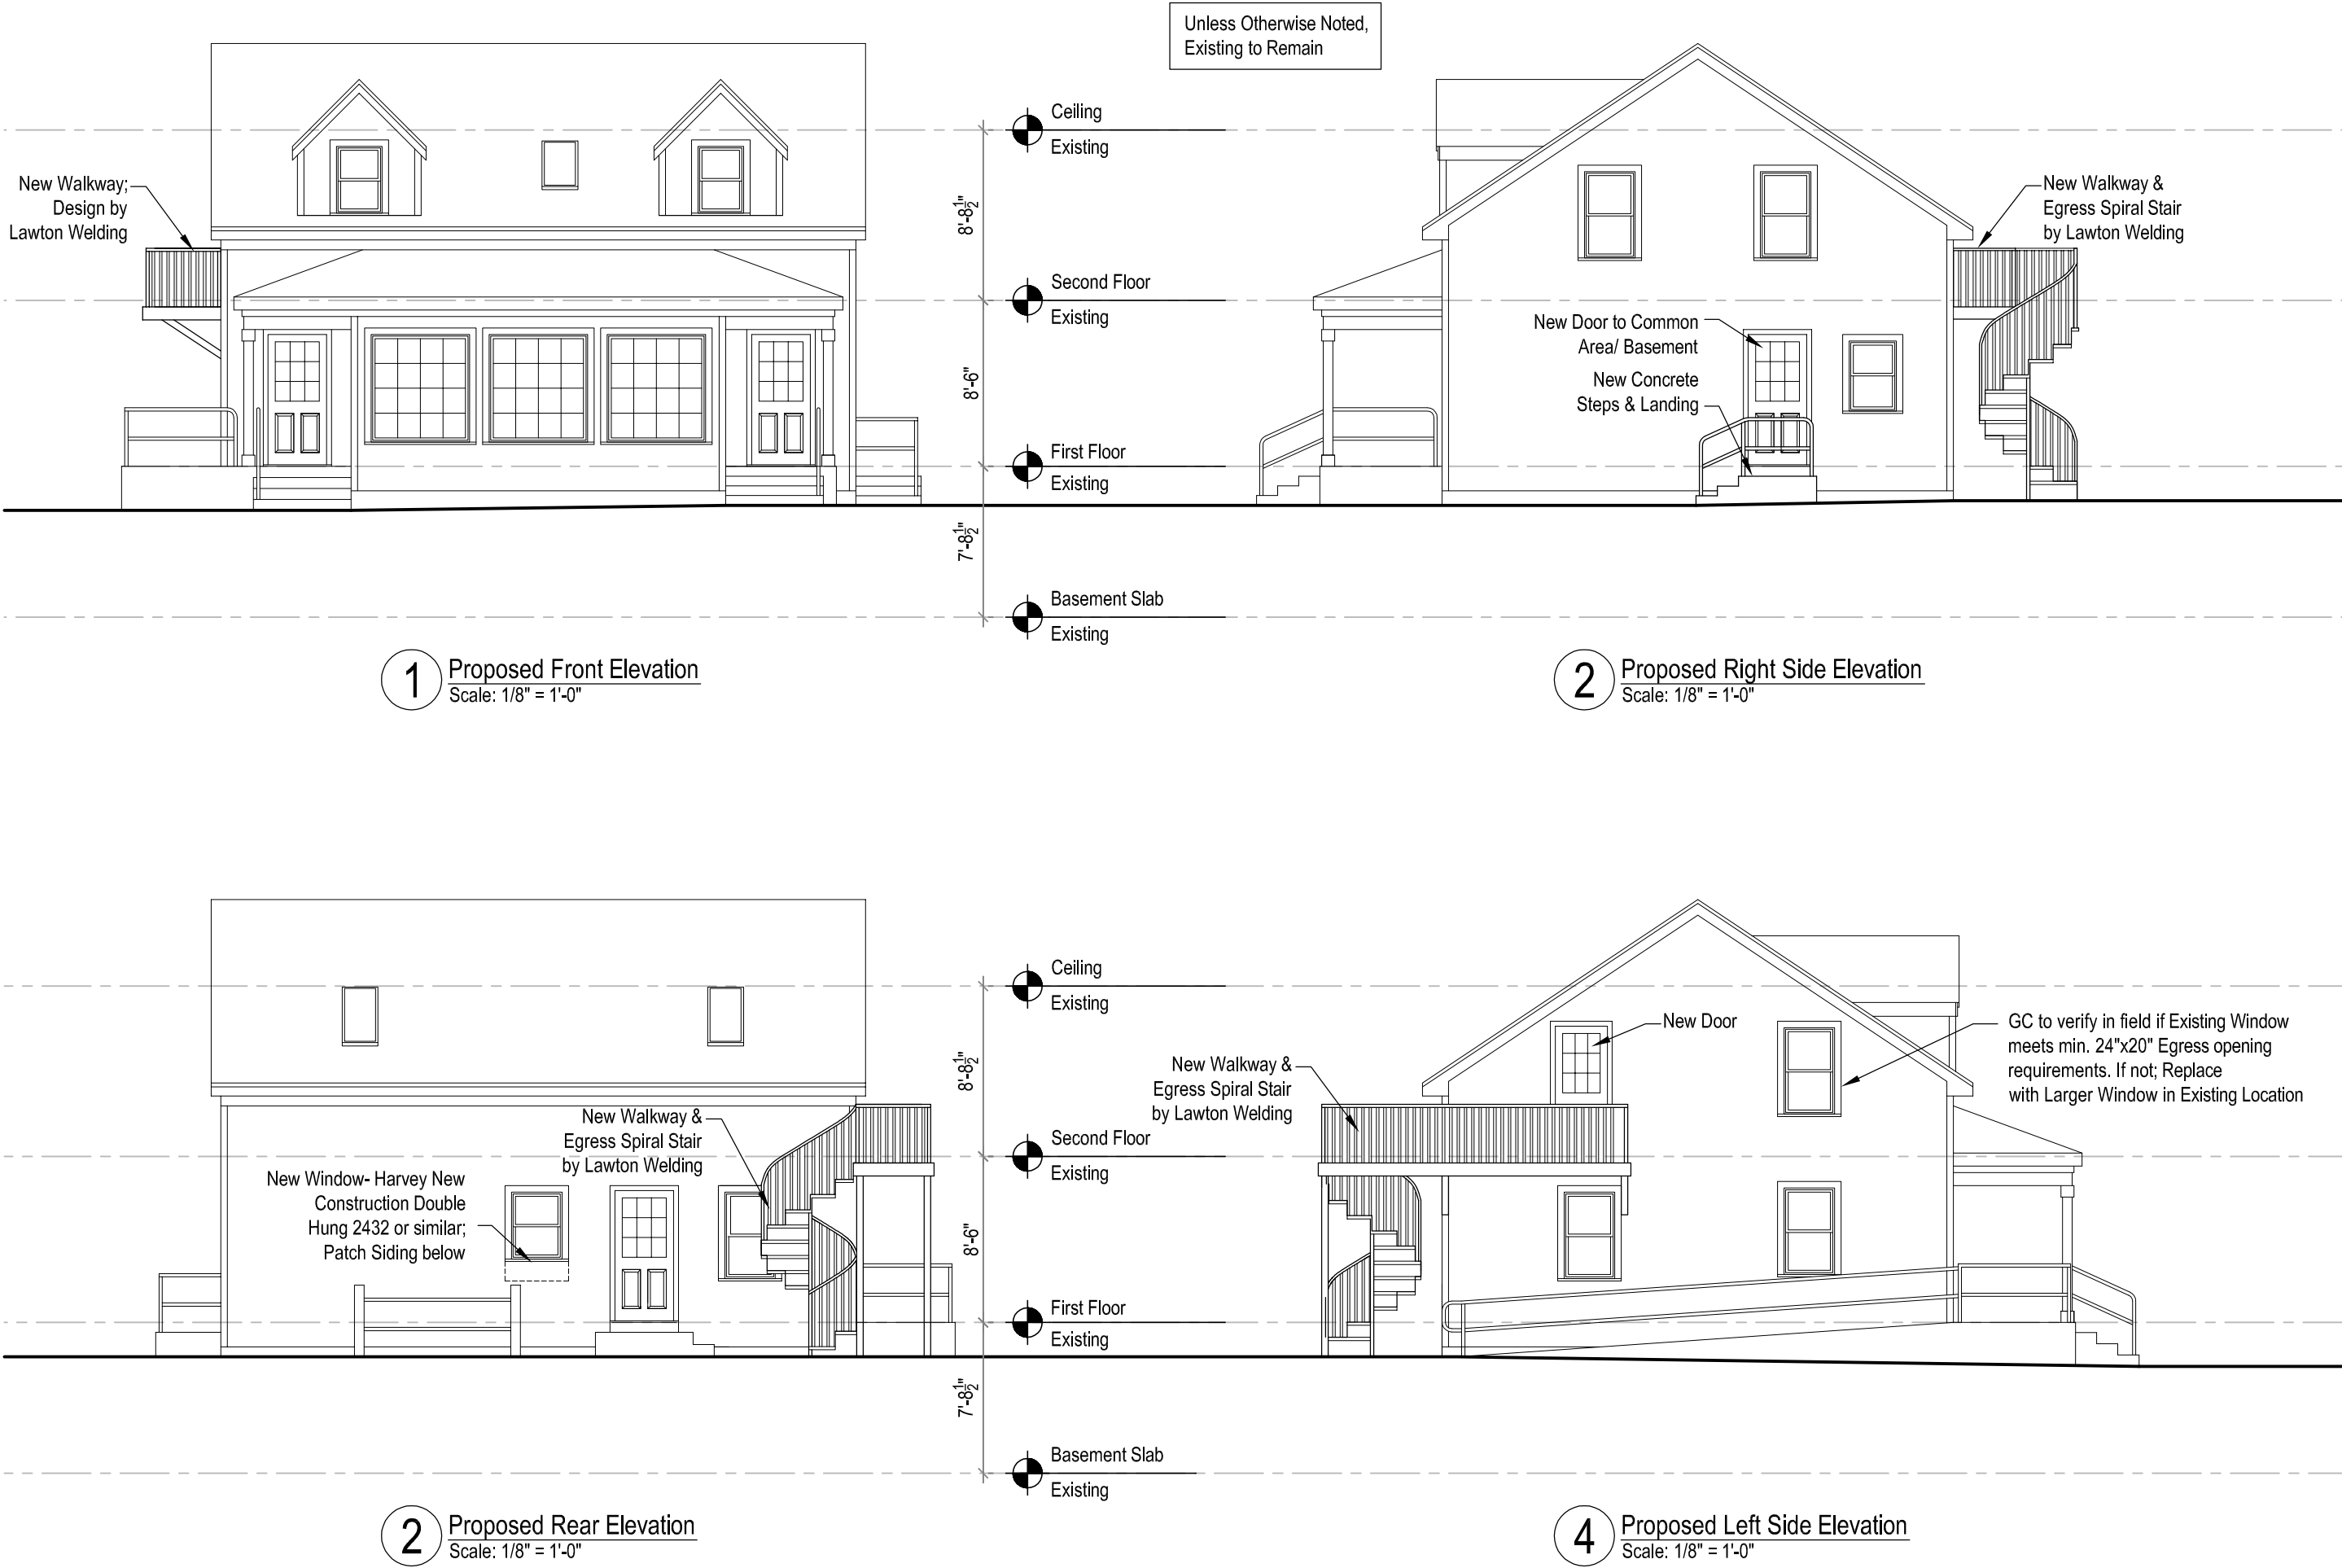 Unless Otherwise Noted,
Existing to Remain
New Walkway;
Design by
Lawton Welding
Ceiling
Existing
8'-8½"
Second Floor
Existing
8'-6"
First Floor
Existing
7'-8½"
Basement Slab
Existing
New Walkway &
Egress Spiral Stair
by Lawton Welding
New Door to Common
Area/ Basement
New Concrete
Steps & Landing
1
Proposed Front Elevation
Scale: 1/8" = 1'-0"
2
Proposed Right Side Elevation
Scale: 1/8" = 1'-0"
New Walkway &
Egress Spiral Stair
by Lawton Welding
New Window- Harvey New
Construction Double
Hung 2432 or similar;
Patch Siding below
Ceiling
Existing
8'-8½"
Second Floor
Existing
8'-6"
First Floor
Existing
7'-8½"
Basement Slab
Existing
New Walkway &
Egress Spiral Stair
by Lawton Welding
New Door
GC to verify in field if Existing Window
meets min. 24"x20" Egress opening
requirements. If not; Replace
with Larger Window in Existing Location
2
Proposed Rear Elevation
Scale: 1/8" = 1'-0"
4
Proposed Left Side Elevation
Scale: 1/8" = 1'-0"